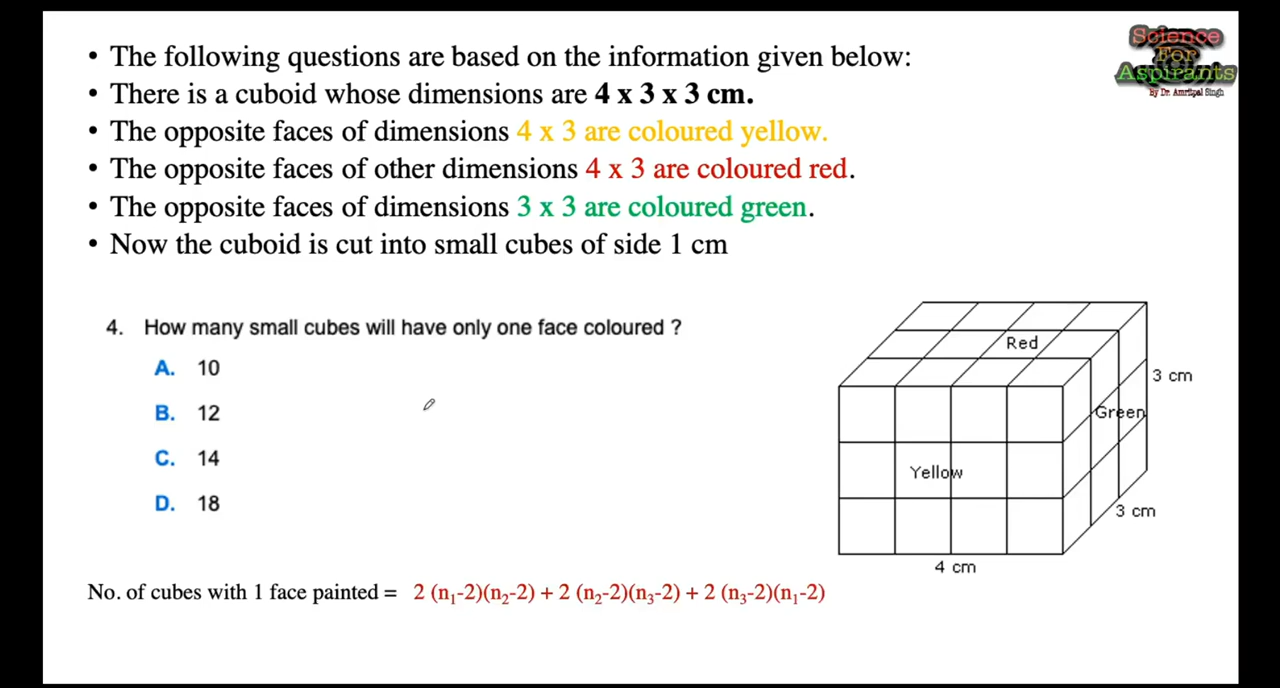 Science
For
Aspirants
By Dr. Amritpal Singh
• The following questions are based on the information given below:
• There is a cuboid whose dimensions are 4 x 3 x 3 cm.
• The opposite faces of dimensions 4 x 3 are coloured yellow.
• The opposite faces of other dimensions 4 x 3 are coloured red.
• The opposite faces of dimensions 3 x 3 are coloured green.
• Now the cuboid is cut into small cubes of side 1 cm
4. How many small cubes will have only one face coloured ?
A. 10
B. 12
C. 14
D. 18
Red
3 cm
Green
Yellow
3 cm
4 cm
No. of cubes with 1 face painted = 2 (n₁-2)(n₂-2) + 2 (n₂-2)(n₃-2) + 2 (n₃-2)(n₁-2)